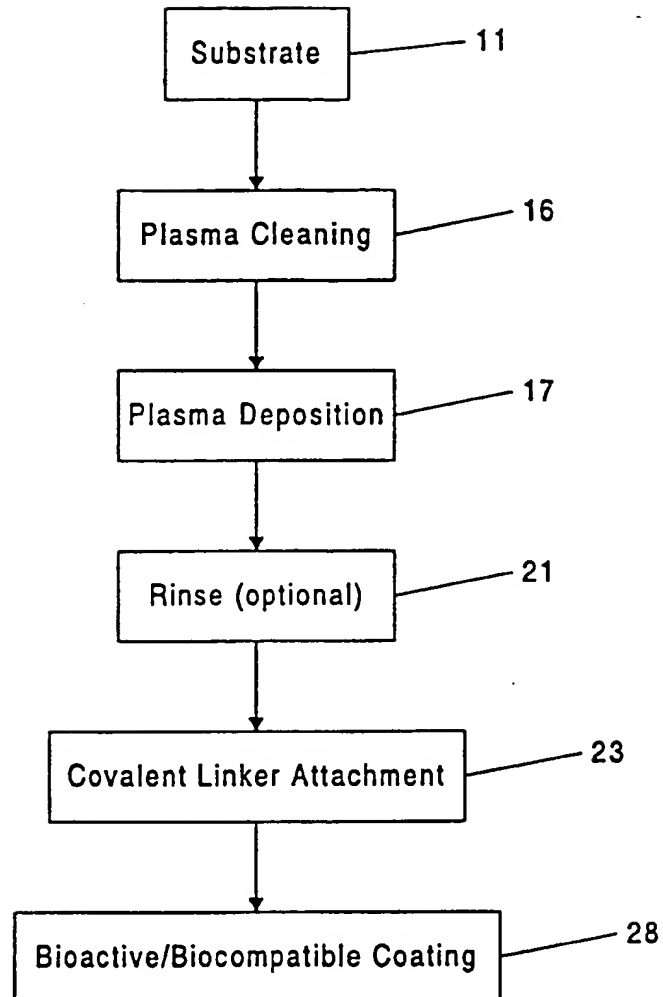 Substrate
11
Plasma Cleaning
16
Plasma Deposition
17
Rinse (optional)
21
Covalent Linker Attachment
23
Bioactive/Biocompatible Coating
28